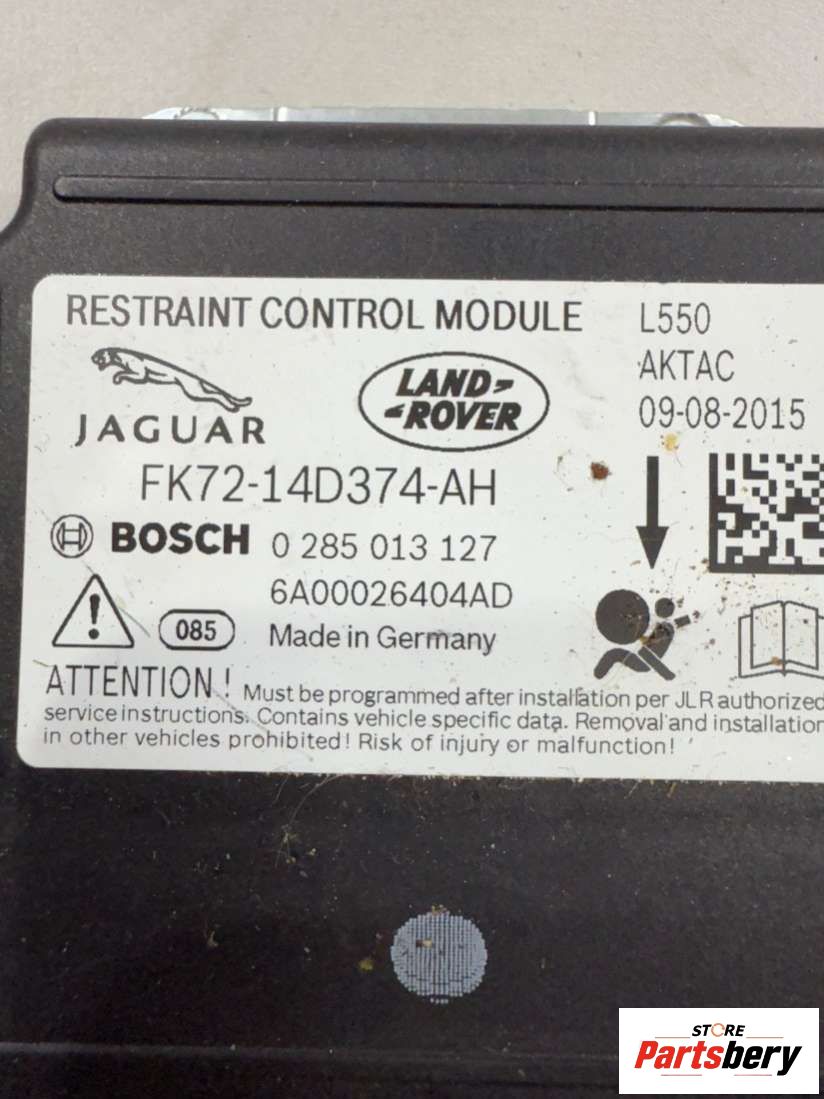 RESTRAINT CONTROL MODULE L550
AKTAC
09-08-2015
JAGUAR
LAND
ROVER
FK72-14D374-AH
BOSCH 0 285 013 127
6A00026404AD
085 Made in Germany
ATTENTION! Must be programmed after installation per JLR authorized
service instructions. Contains vehicle specific data. Removal and installation
in other vehicles prohibited! Risk of injury or malfunction!
STORE
Partsbery